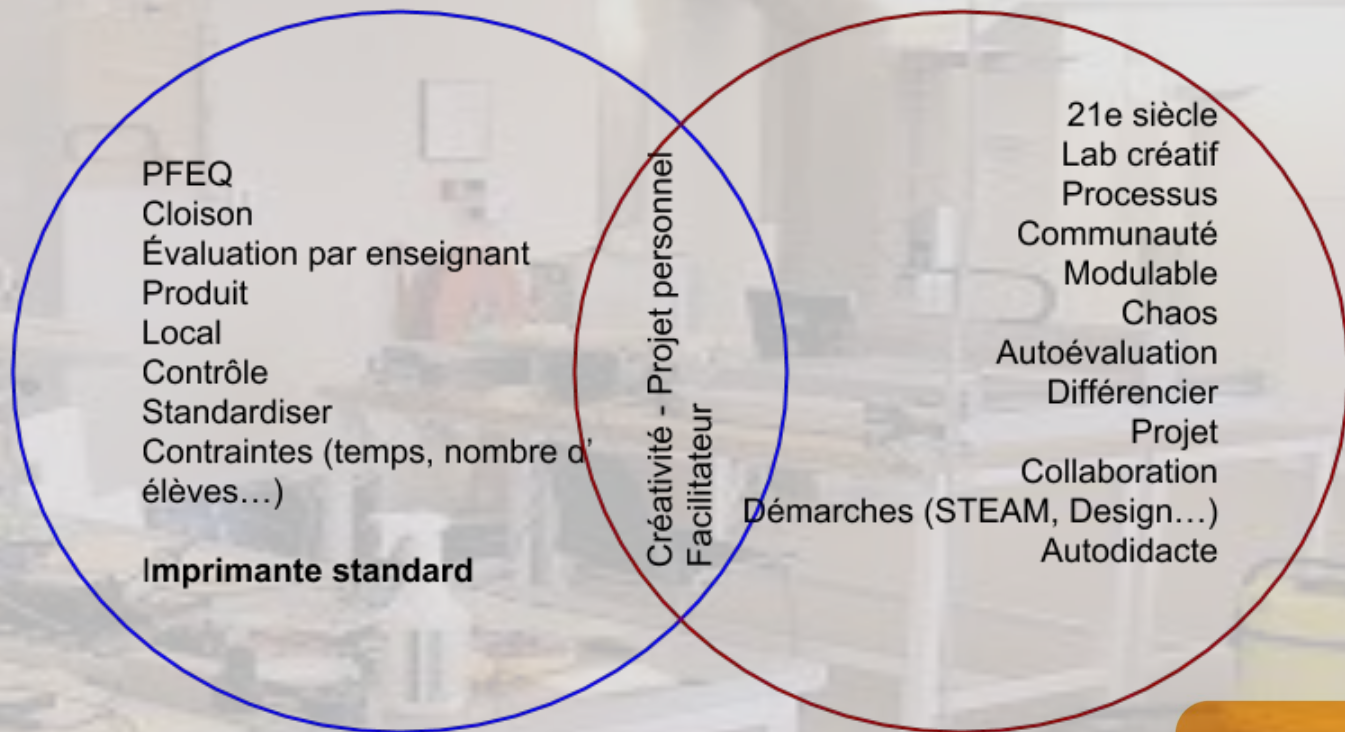 PFEQ
Cloison
Évaluation par enseignant
Produit
Local
Contrôle
Standardiser
Contraintes (temps, nombre d’
élèves…)
Imprimante standard
Créativité - Projet personnel
Facilitateur
21e siècle
Lab créatif
Processus
Communauté
Modulable
Chaos
Autoévaluation
Différencier
Projet
Collaboration
Démarches (STEAM, Design…)
Autodidacte